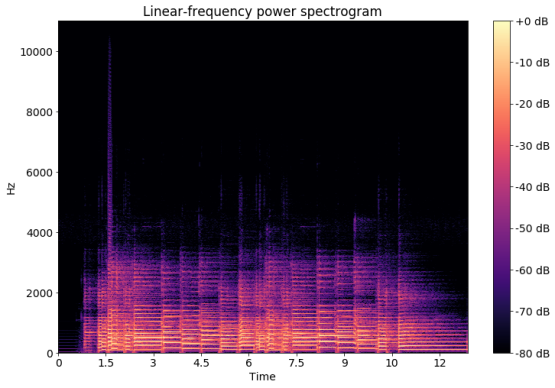 Linear-frequency power spectrogram
+0 dB
10000
-10 dB
8000
-20 dB
-30 dB
6000
Hz
-40 dB
4000
-50 dB
-60 dB
2000
-70 dB
0
-80 dB
0 1.5 3 4.5 6 7.5 9 10 12
Time